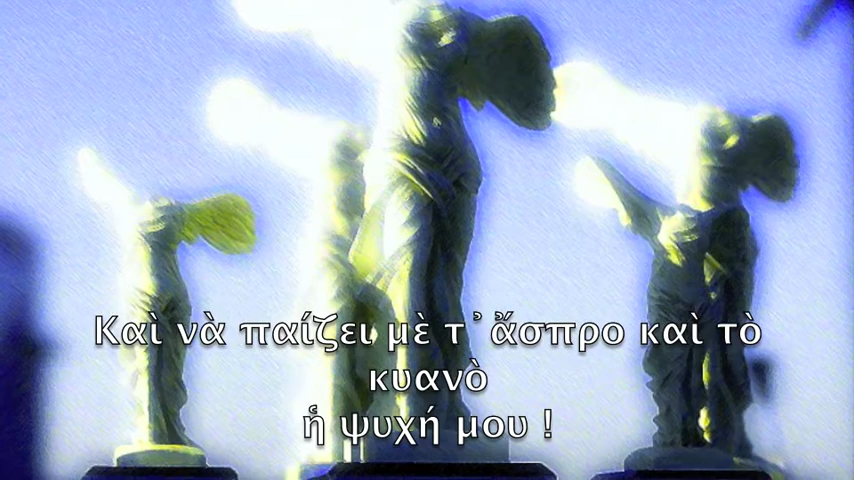 Καὶ νὰ παίζει μὲ τ᾿ ἄσπρο καὶ τὸ
κυανὸ
ἡ ψυχή μου !